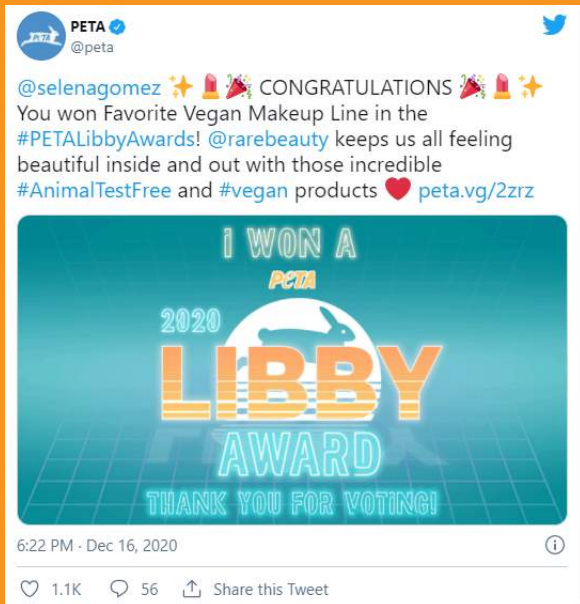 PETA
@peta
@selenagomez ✨💄🎉 CONGRATULATIONS 🎉💄✨
You won Favorite Vegan Makeup Line in the
#PETALibbyAwards! @rarebeauty keeps us all feeling
beautiful inside and out with those incredible
#AnimalTestFree and #vegan products ❤️ peta.vg/2zrz
i WON A
PETA
2020
LIBBY
AWARD
THANK YOU FOR VOTING!
6:22 PM · Dec 16, 2020
1.1K 56 Share this Tweet